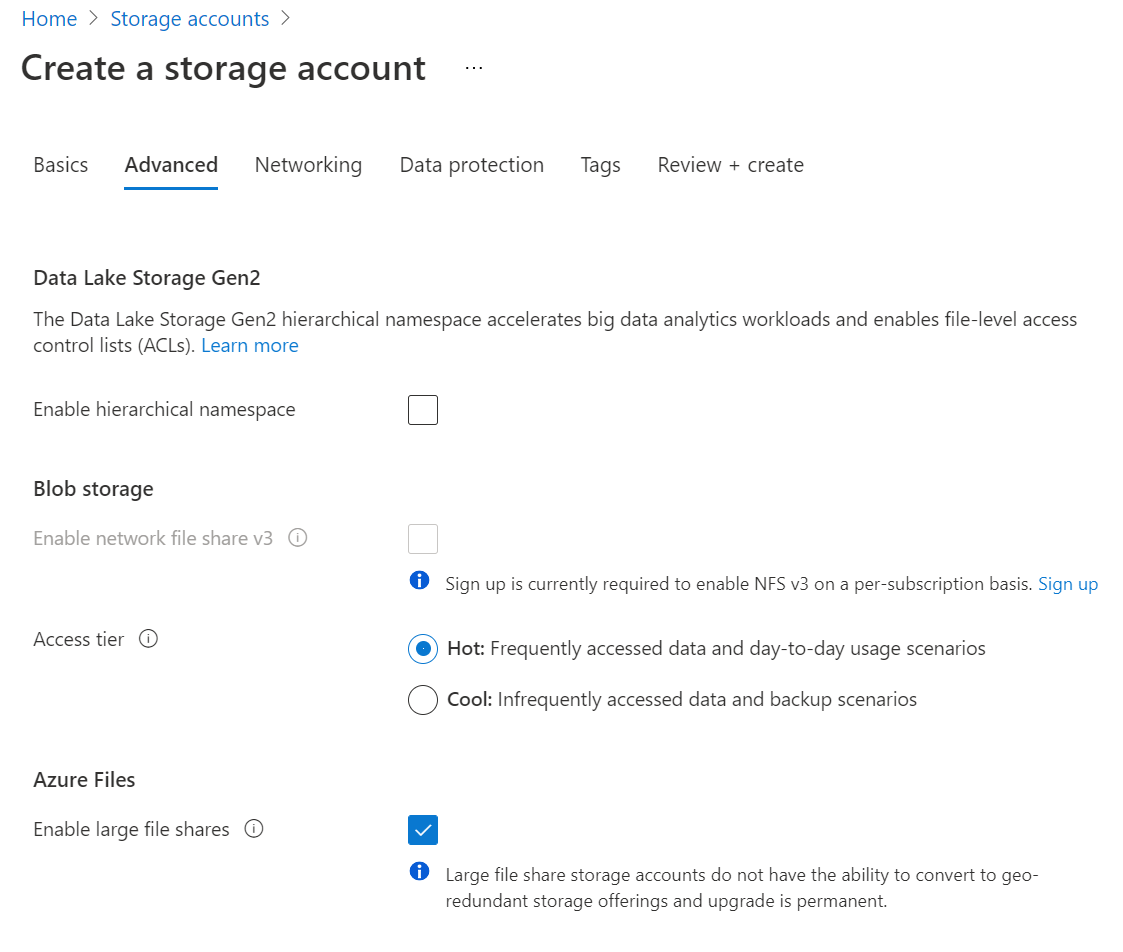 Home > Storage accounts >
Create a storage account ...
Basics Advanced Networking Data protection Tags Review + create
Data Lake Storage Gen2
The Data Lake Storage Gen2 hierarchical namespace accelerates big data analytics workloads and enables file-level access
control lists (ACLs). Learn more
Enable hierarchical namespace
Blob storage
Enable network file share v3
Sign up is currently required to enable NFS v3 on a per-subscription basis. Sign up
Access tier
Hot: Frequently accessed data and day-to-day usage scenarios
Cool: Infrequently accessed data and backup scenarios
Azure Files
Enable large file shares
Large file share storage accounts do not have the ability to convert to geo-
redundant storage offerings and upgrade is permanent.